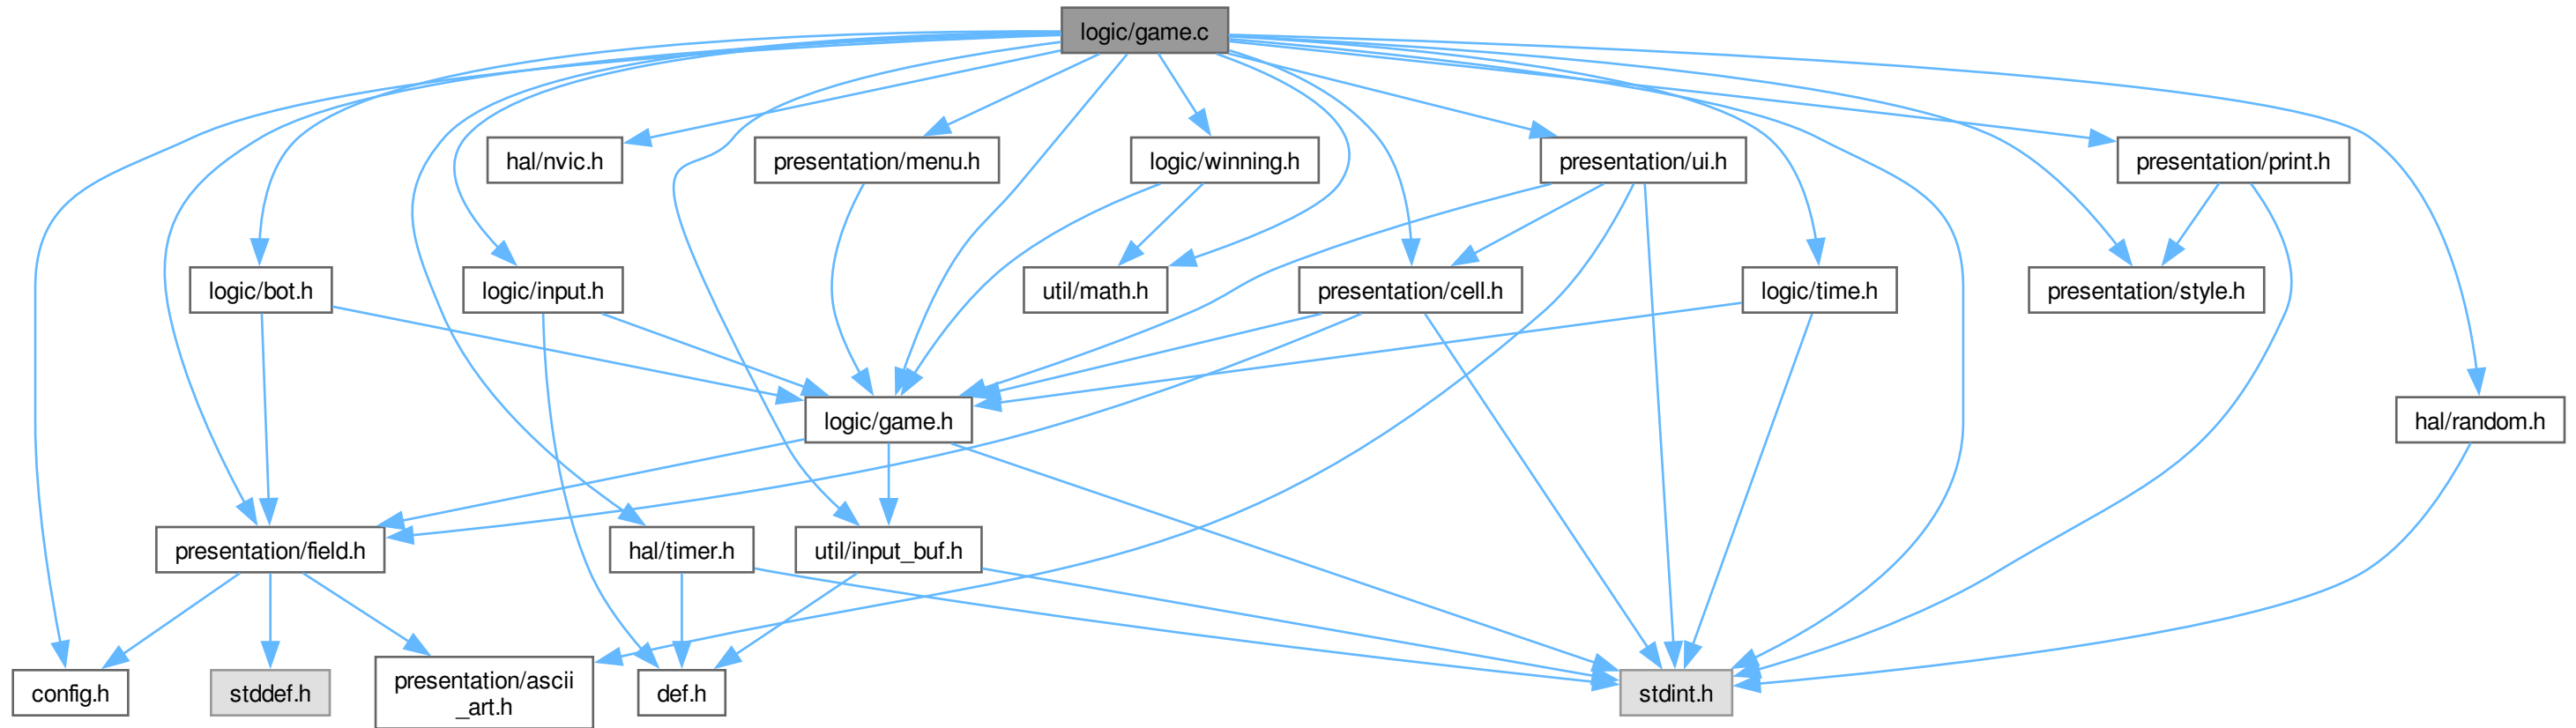 logic/game.c
hal/nvic.h
presentation/menu.h
logic/winning.h
presentation/ui.h
presentation/print.h
logic/bot.h
logic/input.h
util/math.h
presentation/cell.h
logic/time.h
presentation/style.h
logic/game.h
hal/random.h
presentation/field.h
hal/timer.h
util/input_buf.h
config.h
stddef.h
presentation/ascii
_art.h
def.h
stdint.h